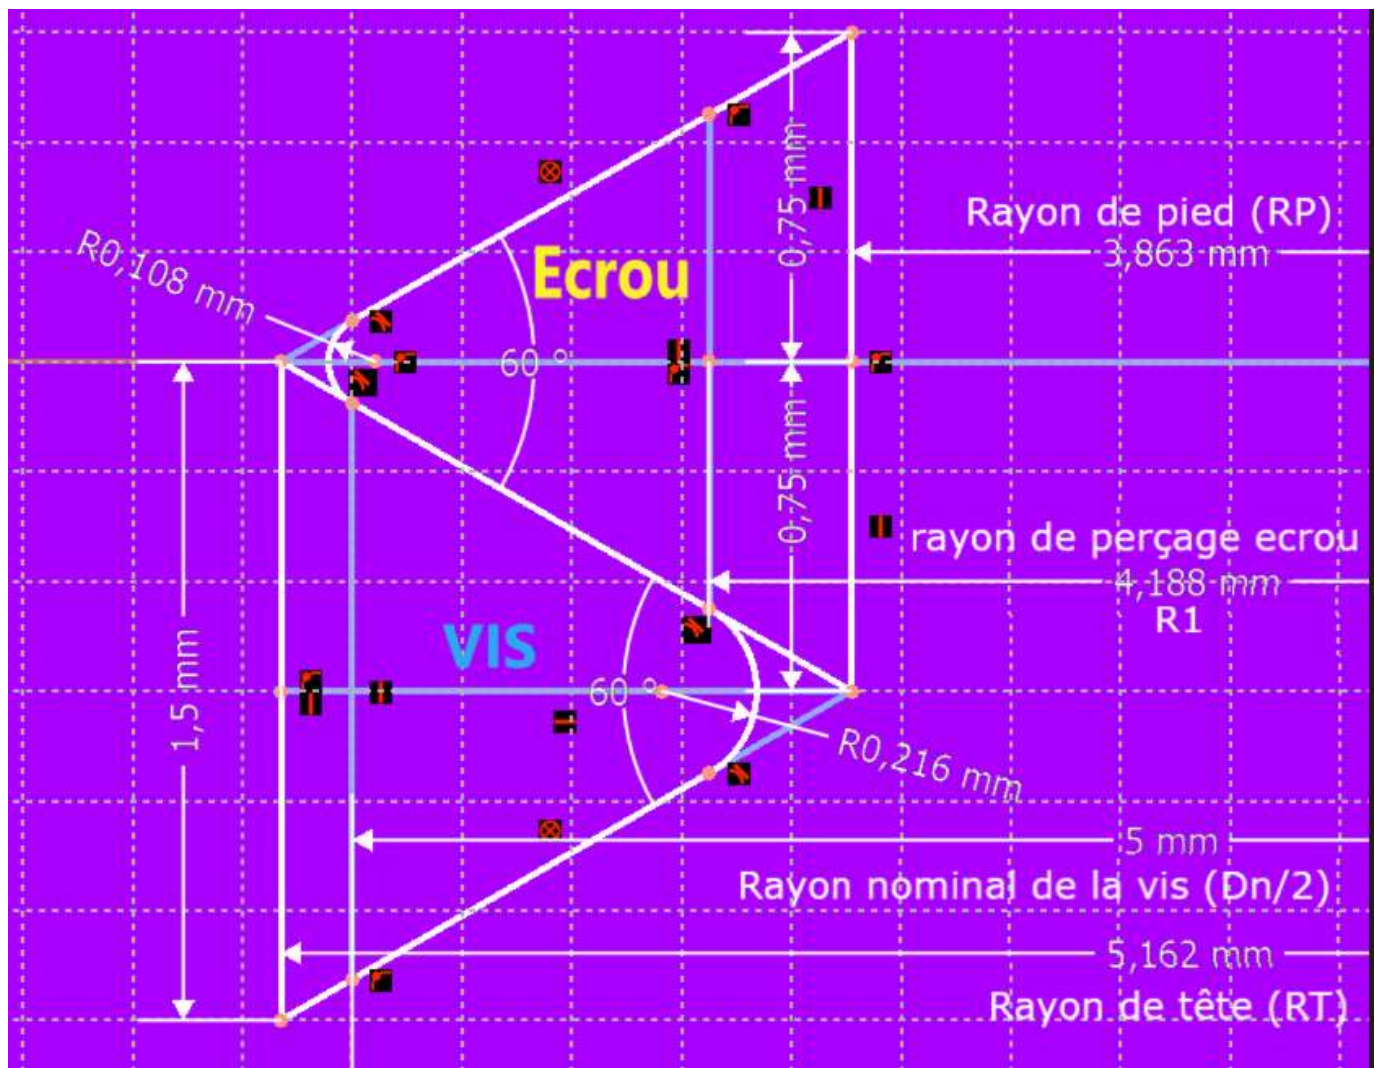 0,75 mm
Rayon de pied (RP)
3,863 mm
R0,108 mm
Ecrou
60 °
0,75 mm
rayon de perçage ecrou
4,188 mm
R1
VIS
1,5 mm
60 °
R0,216 mm
5 mm
Rayon nominal de la vis (Dn/2)
5,162 mm
Rayon de tête (RT)